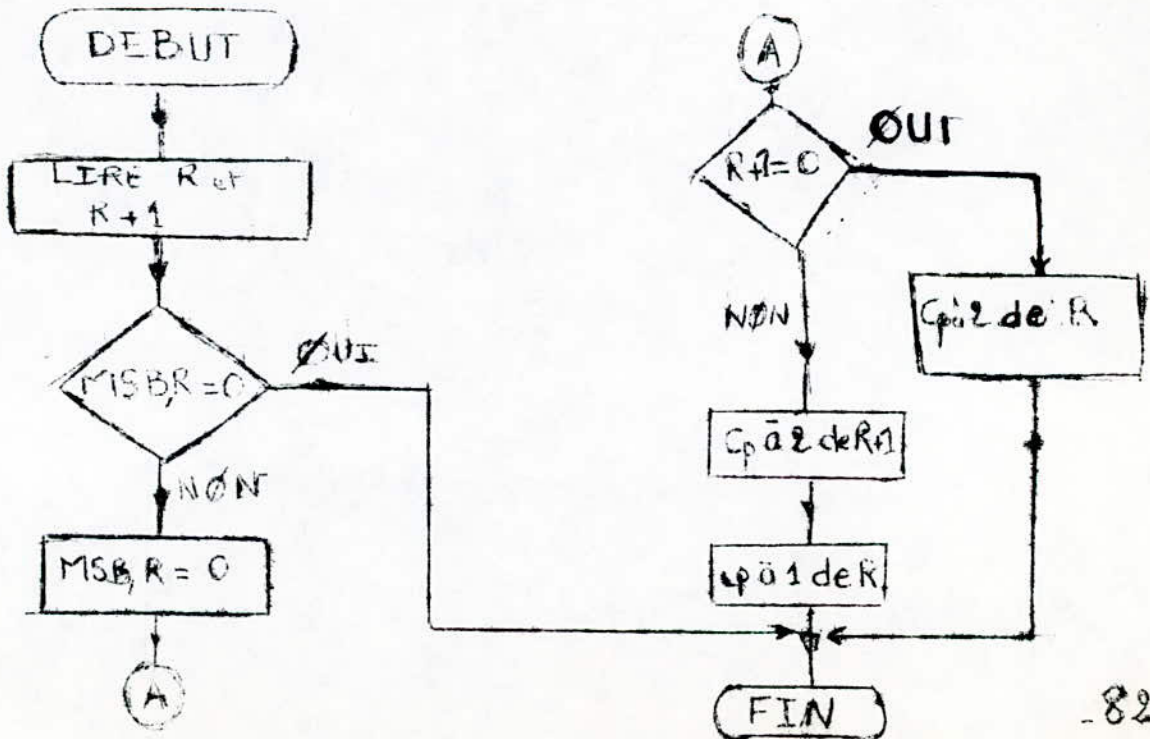 DEBUT
LIRE R et
R + 1
MSB,R = 0
ØUI
NØN
MSB,R = 0
A
A
R+1 = 0
ØUI
NØN
Cp à 2 de R
Cp à 2 de R+1
cp à 1 de R
FIN
- 82